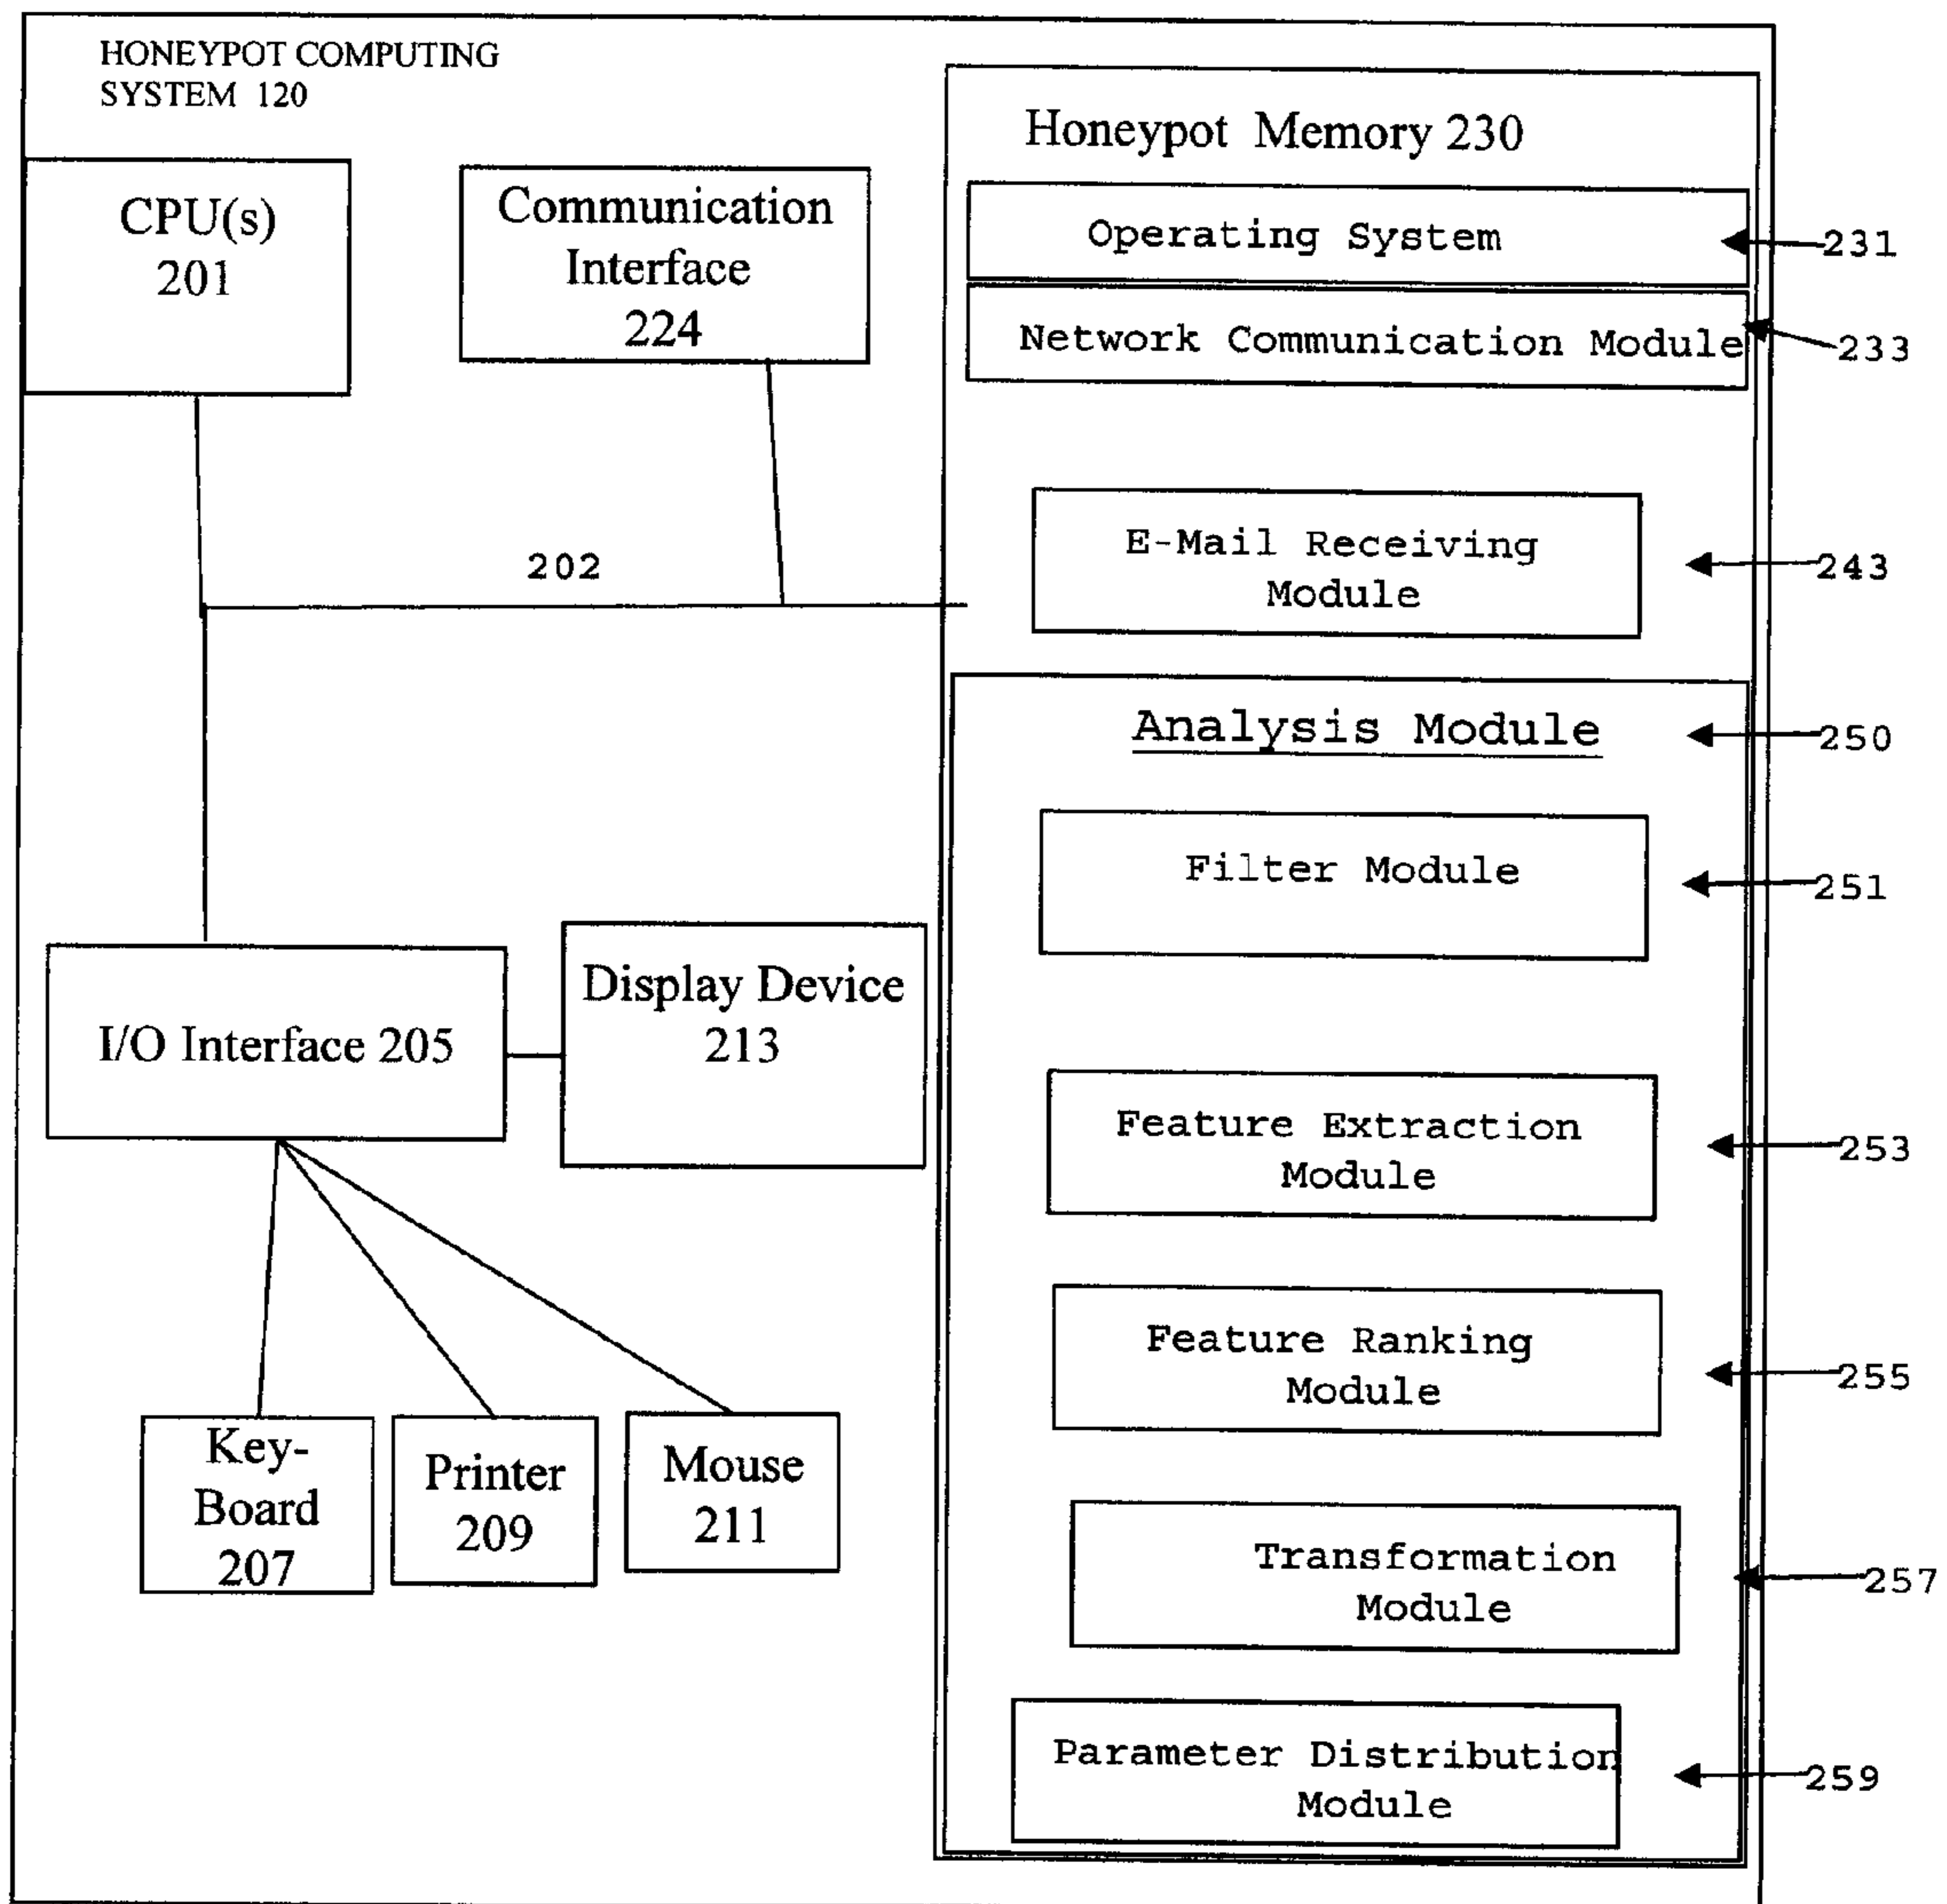 HONEYPOT COMPUTING
SYSTEM 120
CPU(s)
201
Communication
Interface
224
202
I/O Interface 205
Display Device
213
Key-
Board
207
Printer
209
Mouse
211
Honeypot Memory 230
Operating System
231
Network Communication Module
233
E-Mail Receiving
Module
243
Analysis Module
250
Filter Module
251
Feature Extraction
Module
253
Feature Ranking
Module
255
Transformation
Module
257
Parameter Distribution
Module
259